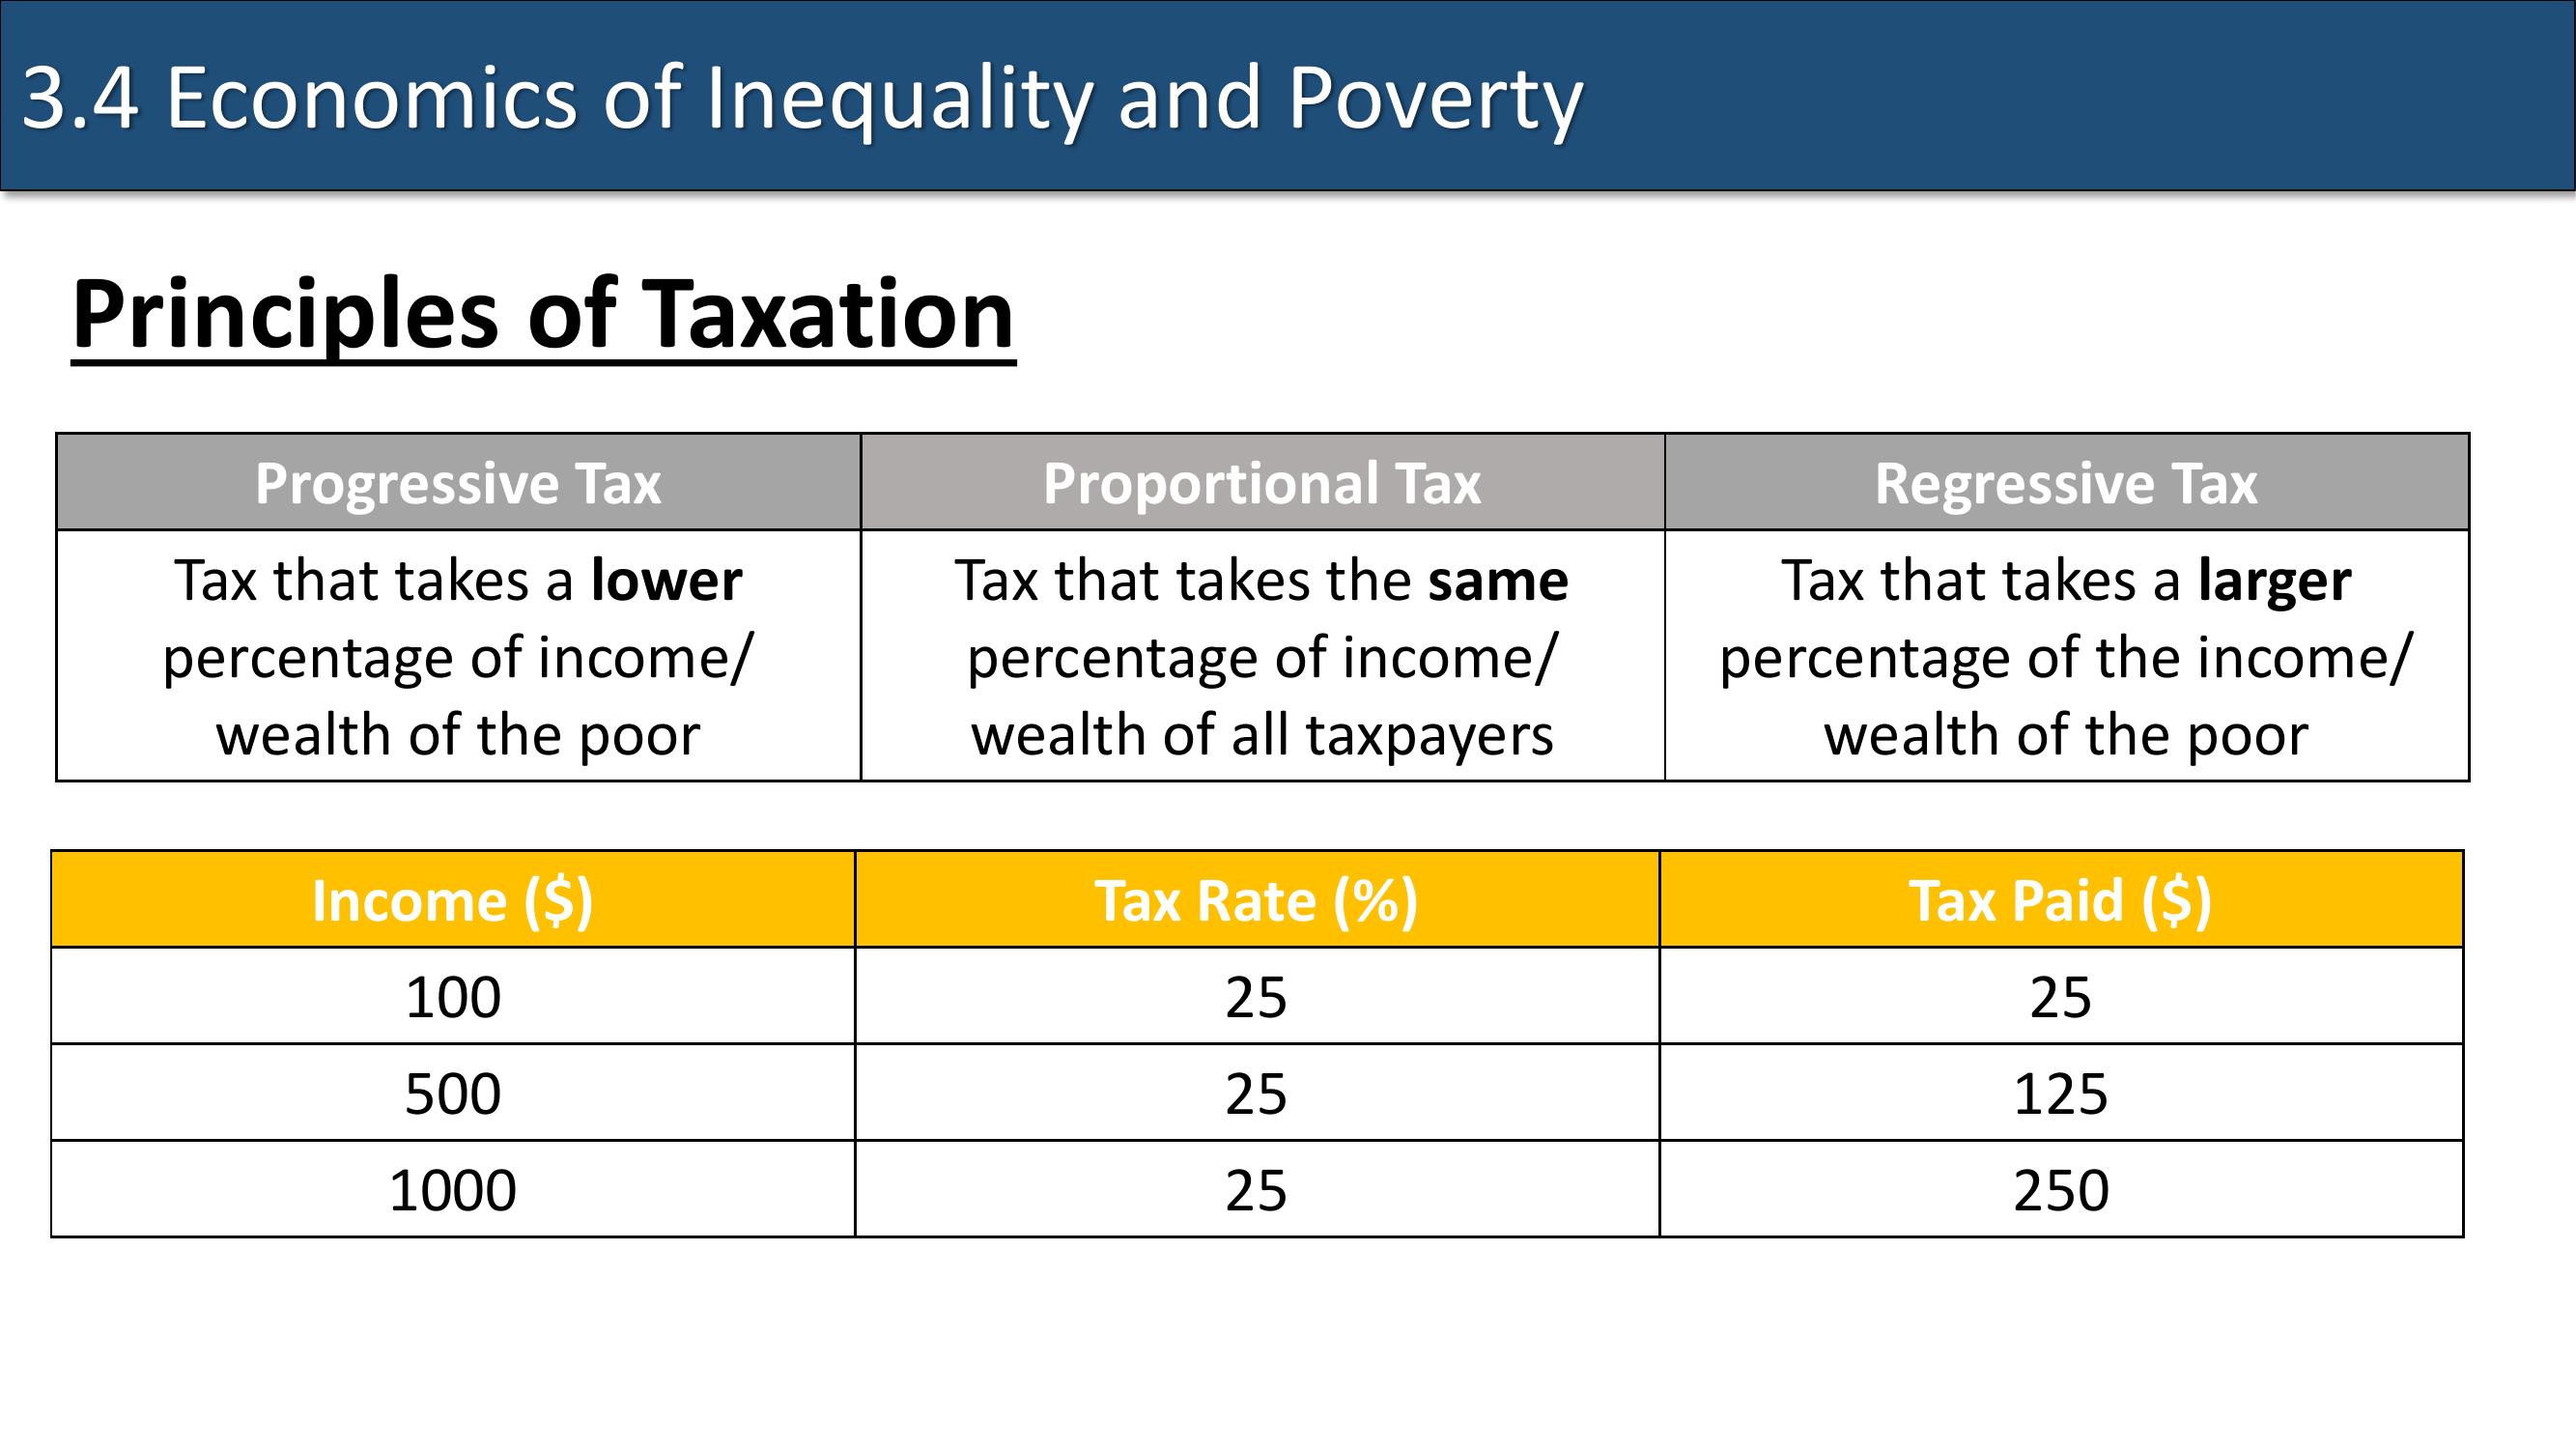 3.4 Economics of Inequality and Poverty
Principles of Taxation
Progressive Tax
Proportional Tax
Regressive Tax
Tax that takes a lower
percentage of income/
wealth of the poor
Tax that takes the same
percentage of income/
wealth of all taxpayers
Tax that takes a larger
percentage of the income/
wealth of the poor
Income ($)
Tax Rate (%)
Tax Paid ($)
100
25
25
500
25
125
1000
25
250